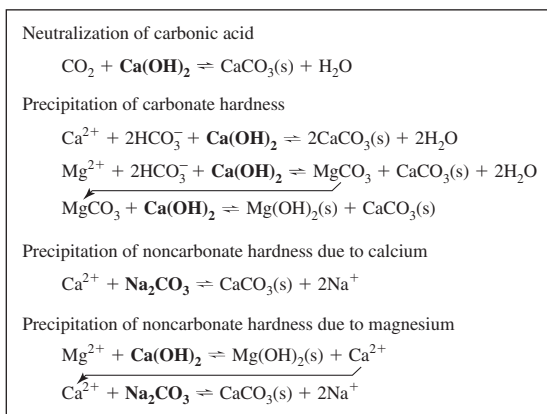 Neutralization of carbonic acid
CO₂ + Ca(OH)₂ ⇌ CaCO₃(s) + H₂O
Precipitation of carbonate hardness
Ca²⁺ + 2HCO₃⁻ + Ca(OH)₂ ⇌ 2CaCO₃(s) + 2H₂O
Mg²⁺ + 2HCO₃⁻ + Ca(OH)₂ ⇌ MgCO₃ + CaCO₃(s) + 2H₂O
MgCO₃ + Ca(OH)₂ ⇌ Mg(OH)₂(s) + CaCO₃(s)
Precipitation of noncarbonate hardness due to calcium
Ca²⁺ + Na₂CO₃ ⇌ CaCO₃(s) + 2Na⁺
Precipitation of noncarbonate hardness due to magnesium
Mg²⁺ + Ca(OH)₂ ⇌ Mg(OH)₂(s) + Ca²⁺
Ca²⁺ + Na₂CO₃ ⇌ CaCO₃(s) + 2Na⁺